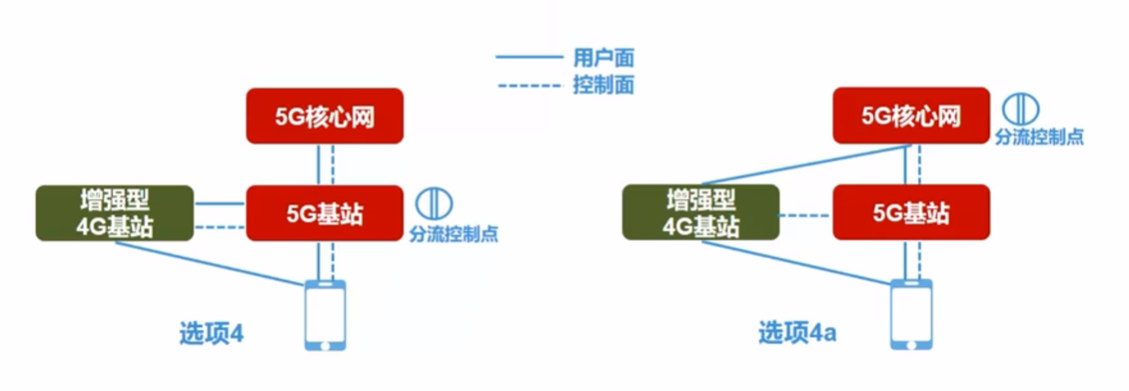 用户面
控制面
5G核心网
增强型
4G基站
5G基站
分流控制点
选项4
5G核心网
分流控制点
增强型
4G基站
5G基站
选项4a